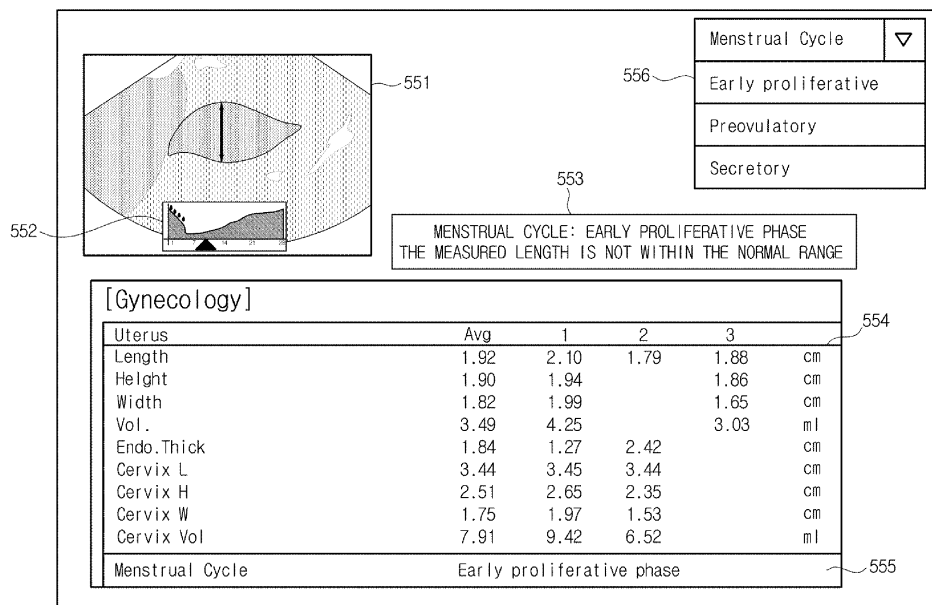 Menstrual Cycle ▽
556
Early proliferative
Preovulatory
Secretory
551
552
1 7 14 21 28
553
MENSTRUAL CYCLE: EARLY PROLIFERATIVE PHASE
THE MEASURED LENGTH IS NOT WITHIN THE NORMAL RANGE
[Gynecology]
554
Uterus Avg 1 2 3
Length 1.92 2.10 1.79 1.88 cm
Height 1.90 1.94 1.86 cm
Width 1.82 1.99 1.65 cm
Vol. 3.49 4.25 3.03 ml
Endo.Thick 1.84 1.27 2.42 cm
Cervix L 3.44 3.45 3.44 cm
Cervix H 2.51 2.65 2.35 cm
Cervix W 1.75 1.97 1.53 cm
Cervix Vol 7.91 9.42 6.52 ml
Menstrual Cycle Early proliferative phase
555